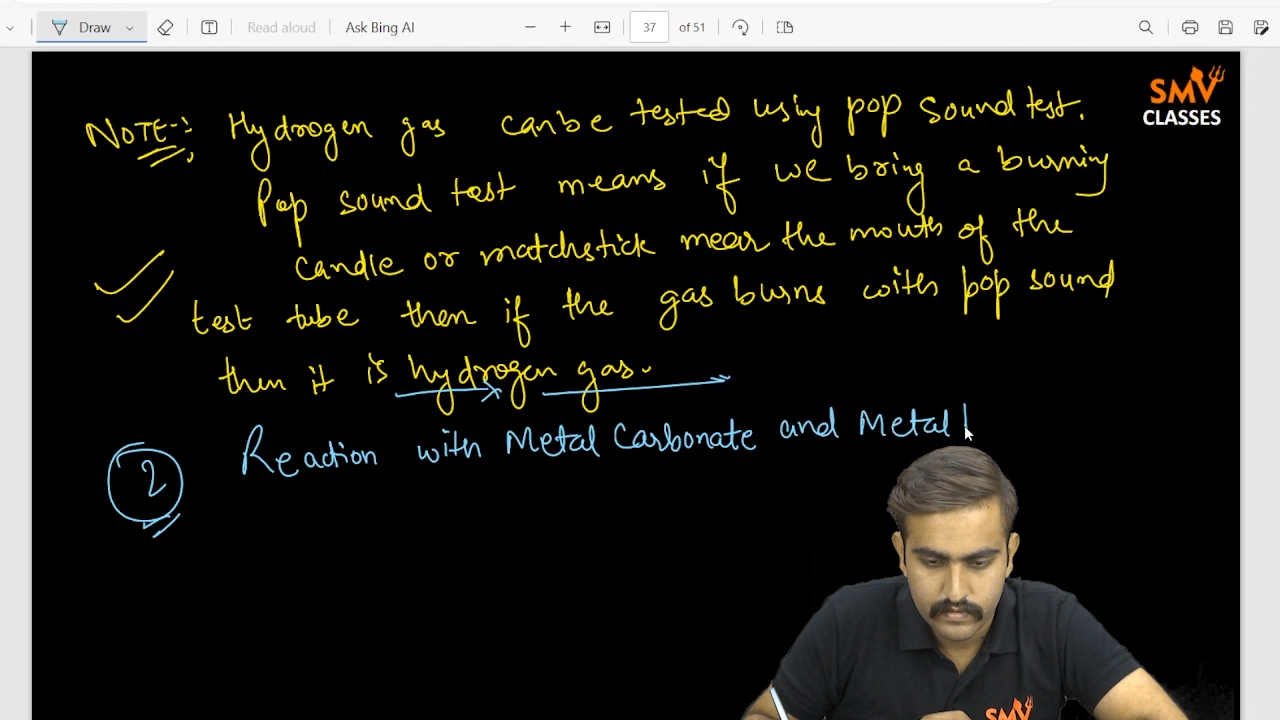 Draw
Read aloud
Ask Bing AI
37 of 51
SMV
CLASSES
NOTE-: Hydrogen gas can be tested using pop sound test.
Pop sound test means if we bring a burning
candle or matchstick near the mouth of the
test tube then if the gas burns with pop sound
then it is hydrogen gas.
2 Reaction with Metal Carbonate and Metal
SMV